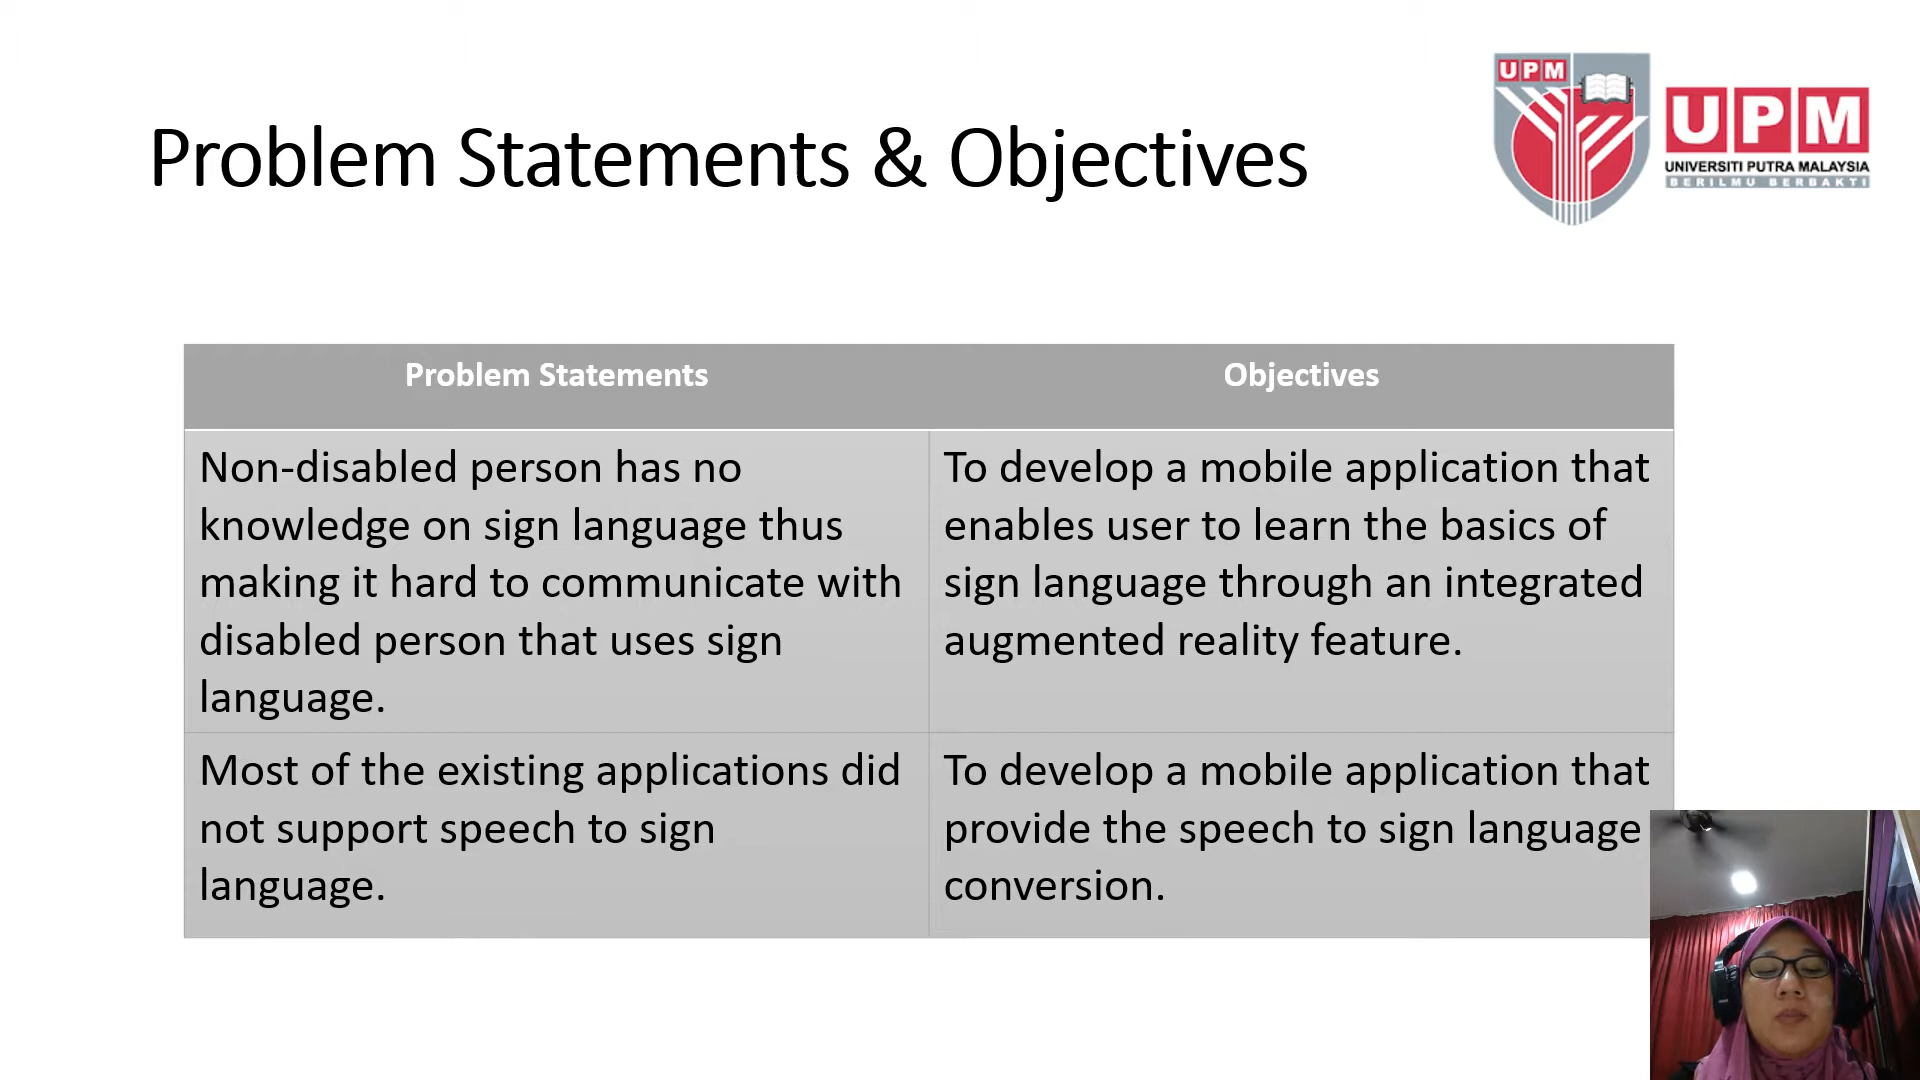 Problem Statements & Objectives
UPM
UPM
UNIVERSITI PUTRA MALAYSIA
BERILMU BERBAKTI
Problem Statements
Objectives
Non-disabled person has no
knowledge on sign language thus
making it hard to communicate with
disabled person that uses sign
language.
To develop a mobile application that
enables user to learn the basics of
sign language through an integrated
augmented reality feature.
Most of the existing applications did
not support speech to sign
language.
To develop a mobile application that
provide the speech to sign language
conversion.